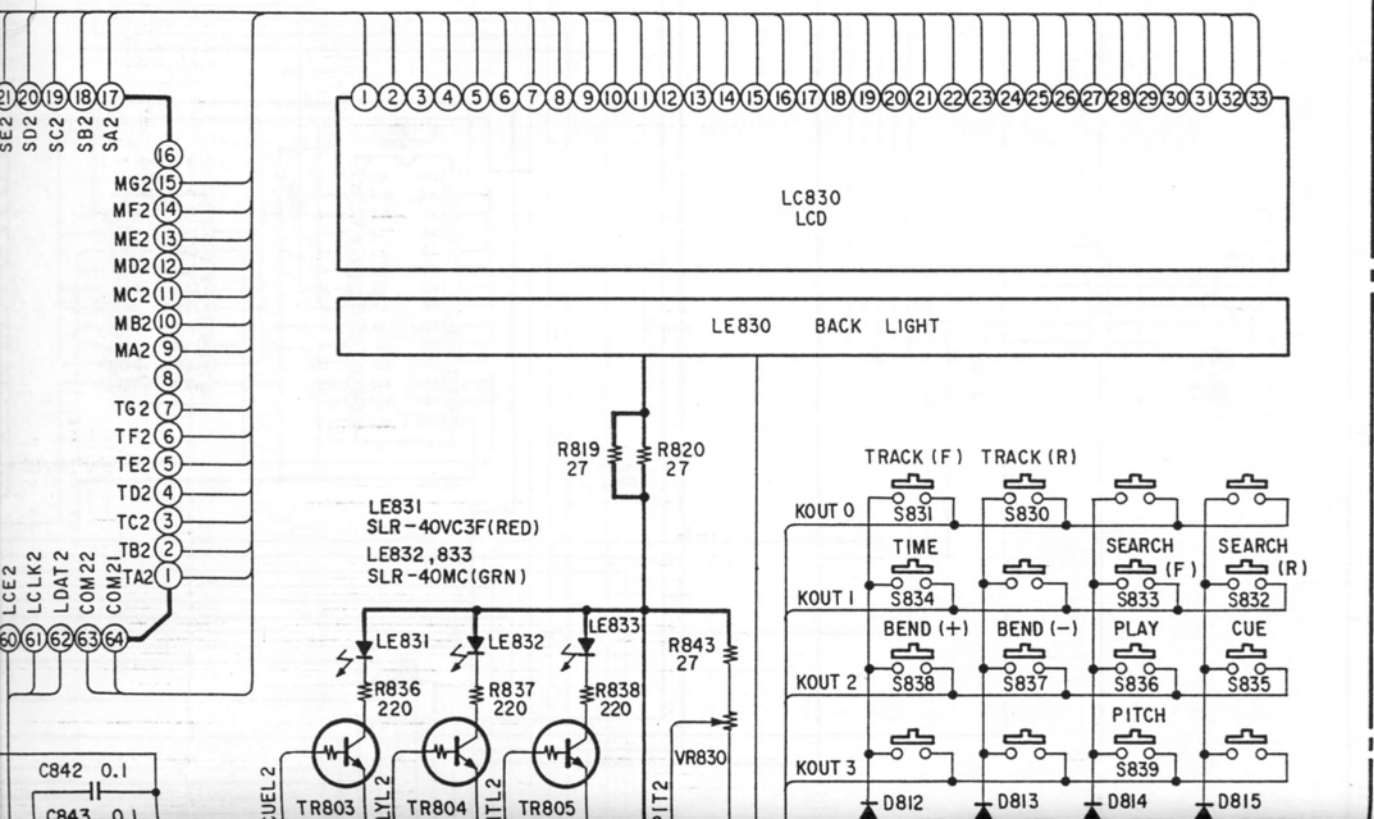 21 20 19 18 17
SE2 SD2 SC2 SB2 SA2
1 2 3 4 5 6 7 8 9 10 11 12 13 14 15 16 17 18 19 20 21 22 23 24 25 26 27 28 29 30 31 32 33
16
MG2 15
MF2 14
ME2 13
MD2 12
MC2 11
MB2 10
MA2 9
8
TG2 7
TF2 6
TE2 5
TD2 4
TC2 3
TB2 2
TA2 1
LCE2 LCLK2 LDAT2 COM22 COM21
60 61 62 63 64
LC830
LCD
LE830 BACK LIGHT
R819
27
R820
27
LE831
SLR-40VC3F(RED)
LE832,833
SLR-40MC(GRN)
LE831
LE832
LE833
R836
220
R837
220
R838
220
R843
27
VR830
TR803
TR804
TR805
C842 0.1
C843 0.1
TRACK (F) TRACK (R)
KOUT 0
S831 S830
TIME SEARCH (F) SEARCH (R)
KOUT 1
S834 S833 S832
BEND (+) BEND (-) PLAY CUE
KOUT 2
S838 S837 S836 S835
PITCH
KOUT 3
S839
D812 D813 D814 D815